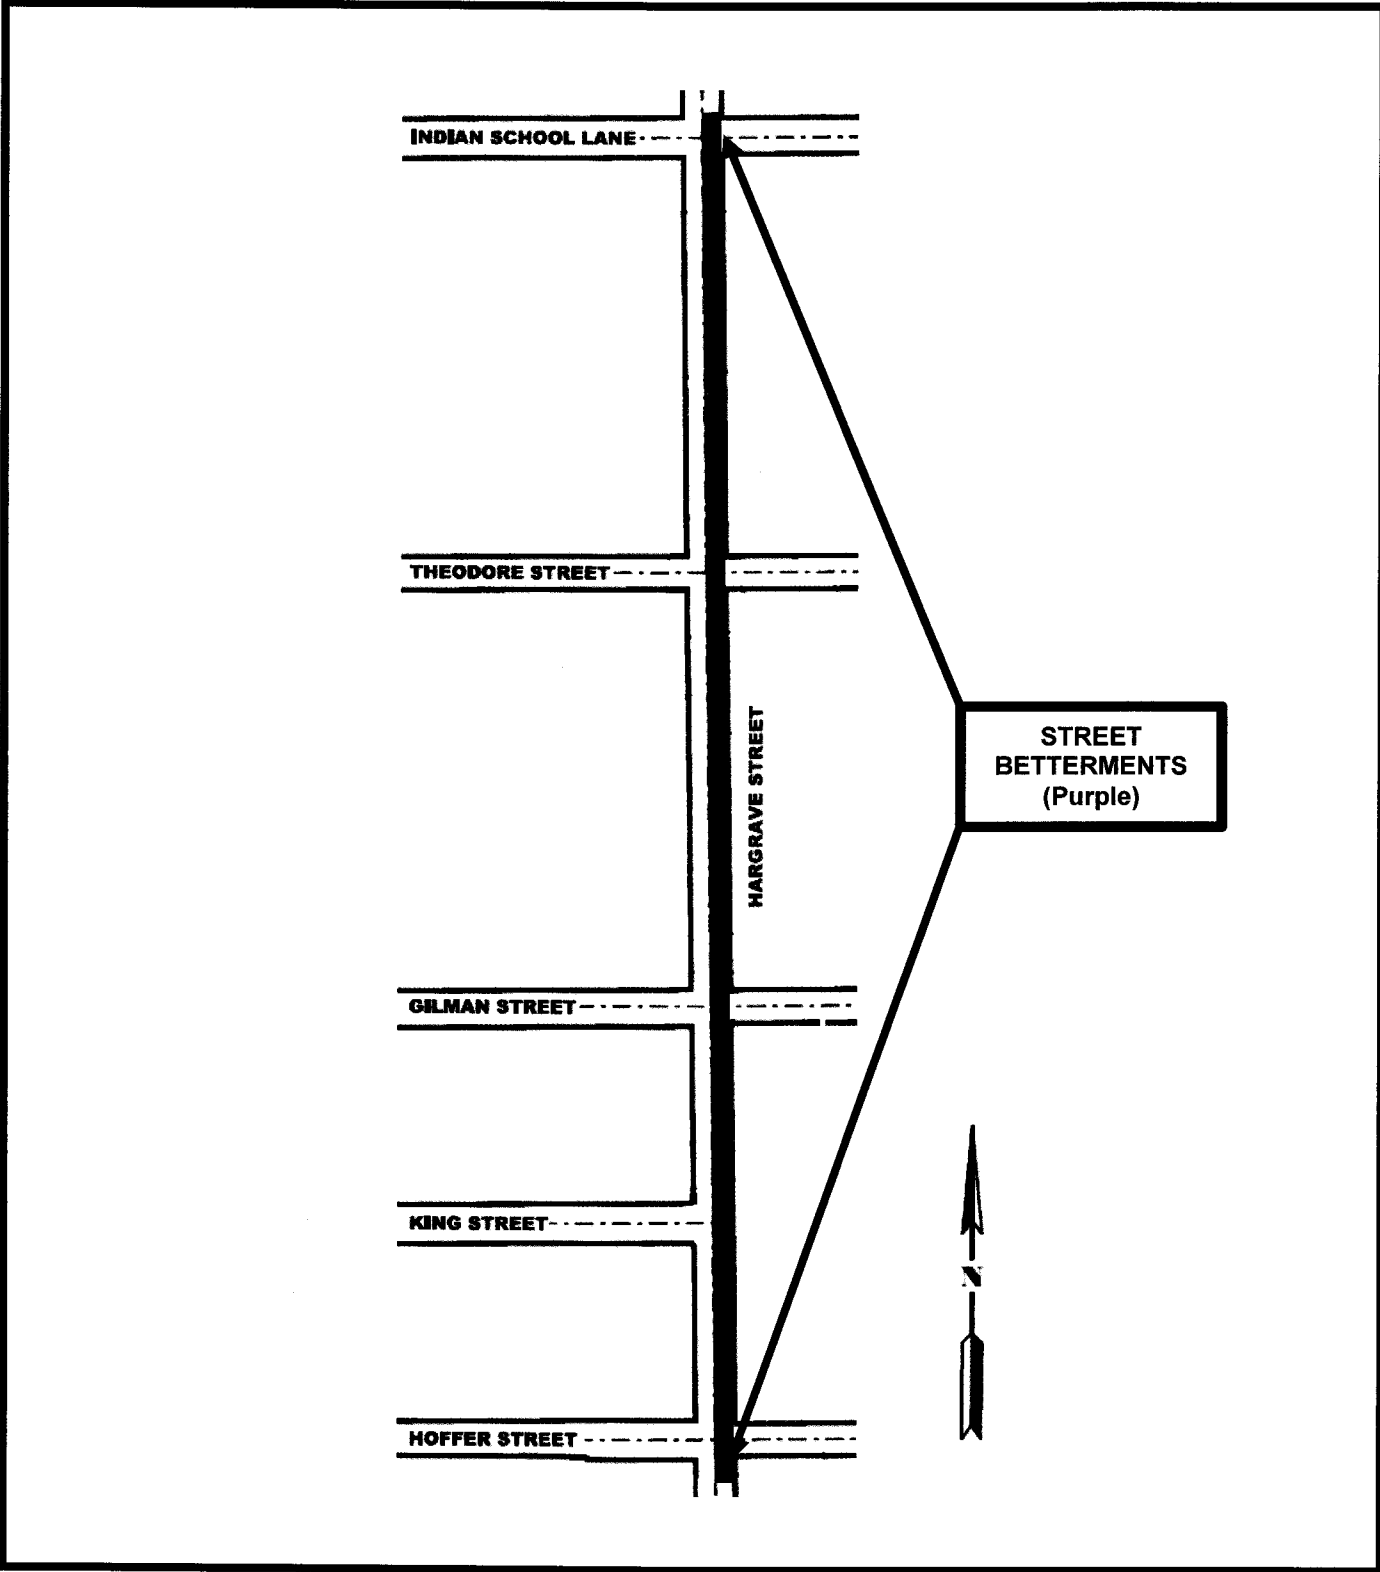 INDIAN SCHOOL LANE
THEODORE STREET
HARGRAVE STREET
STREET
BETTERMENTS
(Purple)
GILMAN STREET
KING STREET
N
HOFFER STREET